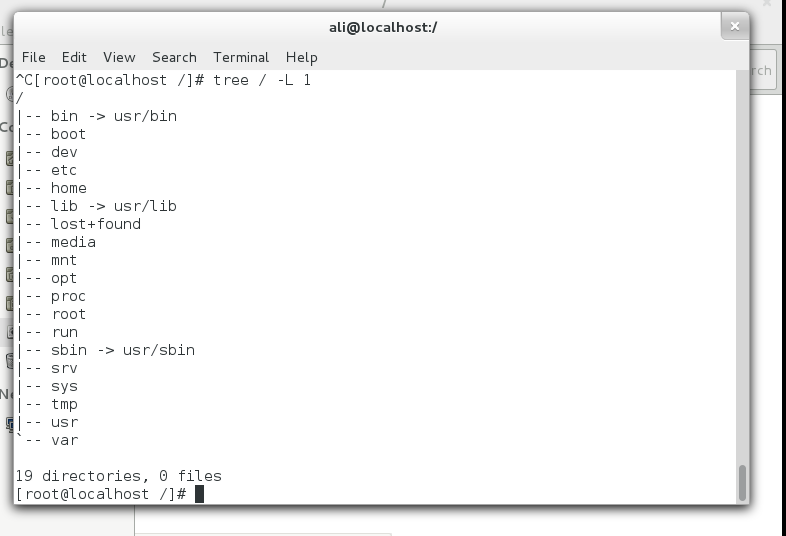 /
ali@localhost:/
File Edit View Search Terminal Help
^C[root@localhost /]# tree / -L 1
/
|-- bin -> usr/bin
|-- boot
|-- dev
|-- etc
|-- home
|-- lib -> usr/lib
|-- lost+found
|-- media
|-- mnt
|-- opt
|-- proc
|-- root
|-- run
|-- sbin -> usr/sbin
|-- srv
|-- sys
|-- tmp
|-- usr
`-- var
19 directories, 0 files
[root@localhost /]#